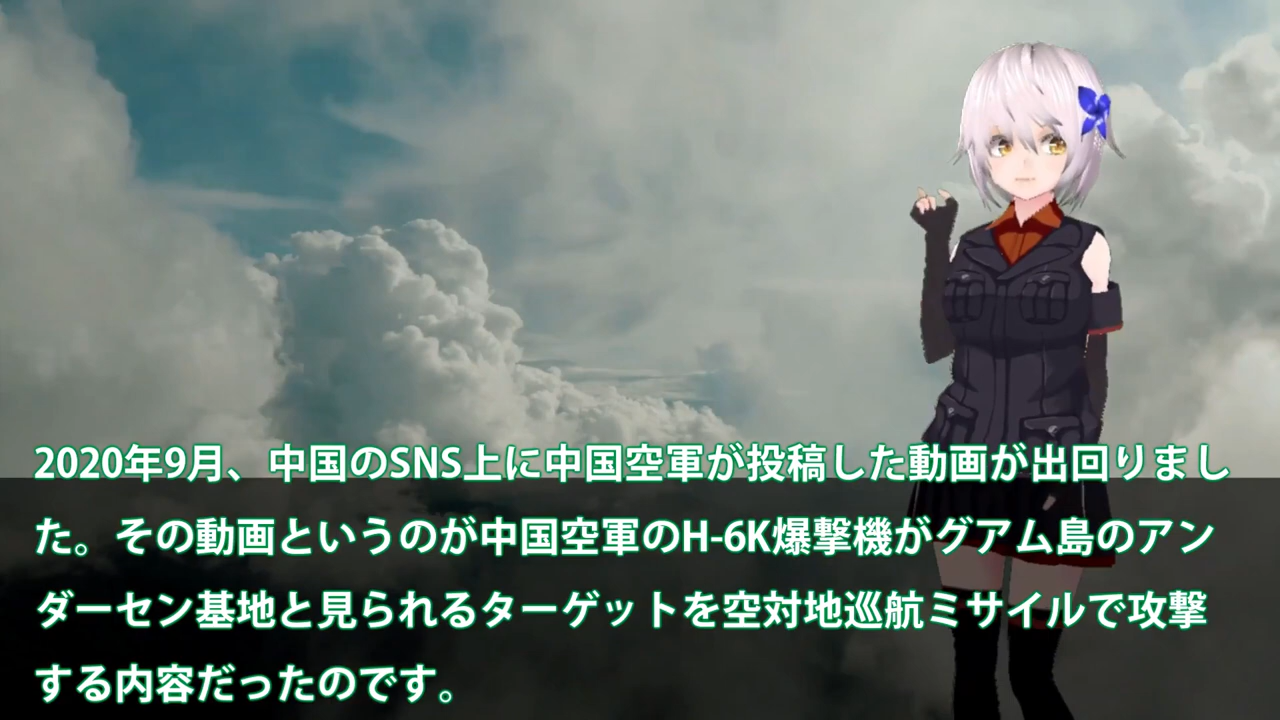 2020年9月、中国のSNS上に中国空軍が投稿した動画が出回りまし
た。その動画というのが中国空軍のH-6K爆撃機がグアム島のアン
ダーセン基地と見られるターゲットを空対地巡航ミサイルで攻撃
する内容だったのです。